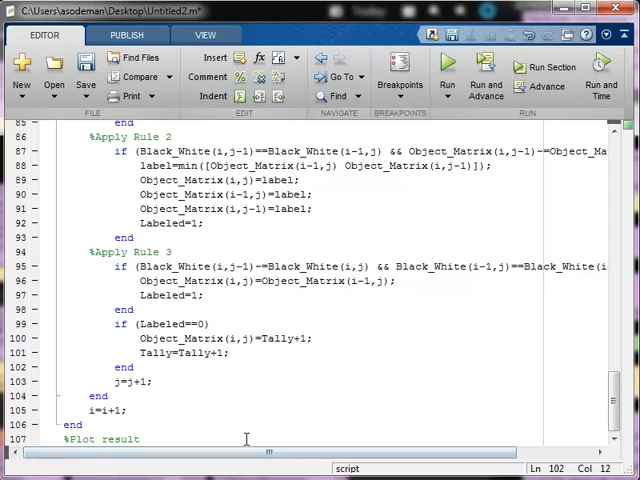 C:\Users\asodeman\Desktop\Untitled2.m*
EDITOR PUBLISH VIEW
New Open Save Find Files Compare Print FILE
Insert fx Comment Indent EDIT
Go To Find NAVIGATE
Breakpoints BREAKPOINTS
Run Run and Advance Run Section Advance Run and Time RUN
85 end
86 %Apply Rule 2
87 if (Black_White(i,j-1)==Black_White(i-1,j) && Object_Matrix(i,j-1)~=Object_Ma
88 label=min([Object_Matrix(i-1,j) Object_Matrix(i,j-1)]);
89 Object_Matrix(i,j)=label;
90 Object_Matrix(i-1,j)=label;
91 Object_Matrix(i,j-1)=label;
92 Labeled=1;
93 end
94 %Apply Rule 3
95 if (Black_White(i,j-1)~=Black_White(i,j) && Black_White(i-1,j)==Black_White(i
96 Object_Matrix(i,j)=Object_Matrix(i-1,j);
97 Labeled=1;
98 end
99 if (Labeled==0)
100 Object_Matrix(i,j)=Tally+1;
101 Tally=Tally+1;
102 end
103 j=j+1;
104 end
105 i=i+1;
106 end
107 %Plot result
script Ln 102 Col 12